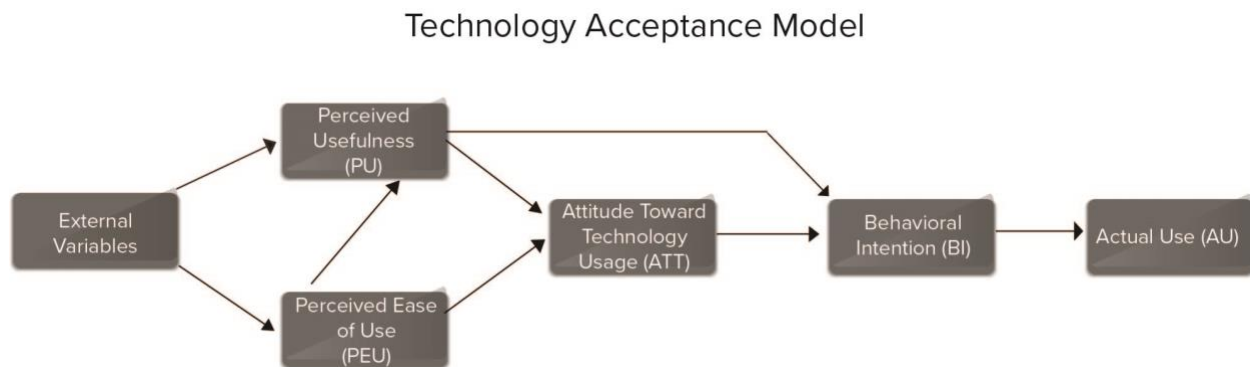 Technology Acceptance Model
Perceived
Usefulness
(PU)
External
Variables
Attitude Toward
Technology
Usage (ATT)
Behavioral
Intention (BI)
Actual Use (AU)
Perceived Ease
of Use
(PEU)